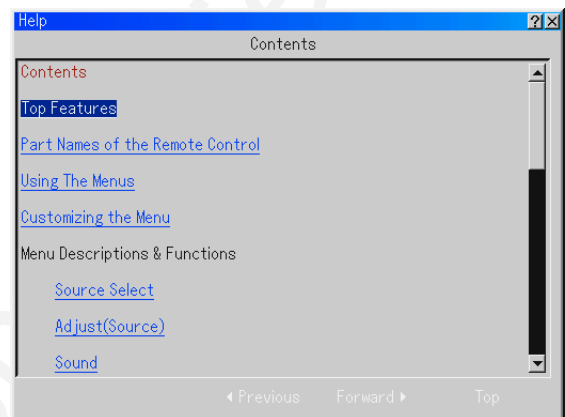 Help
Contents
Contents
Top Features
Part Names of the Remote Control
Using The Menus
Customizing the Menu
Menu Descriptions & Functions
Source Select
Adjust(Source)
Sound
Previous Forward Top